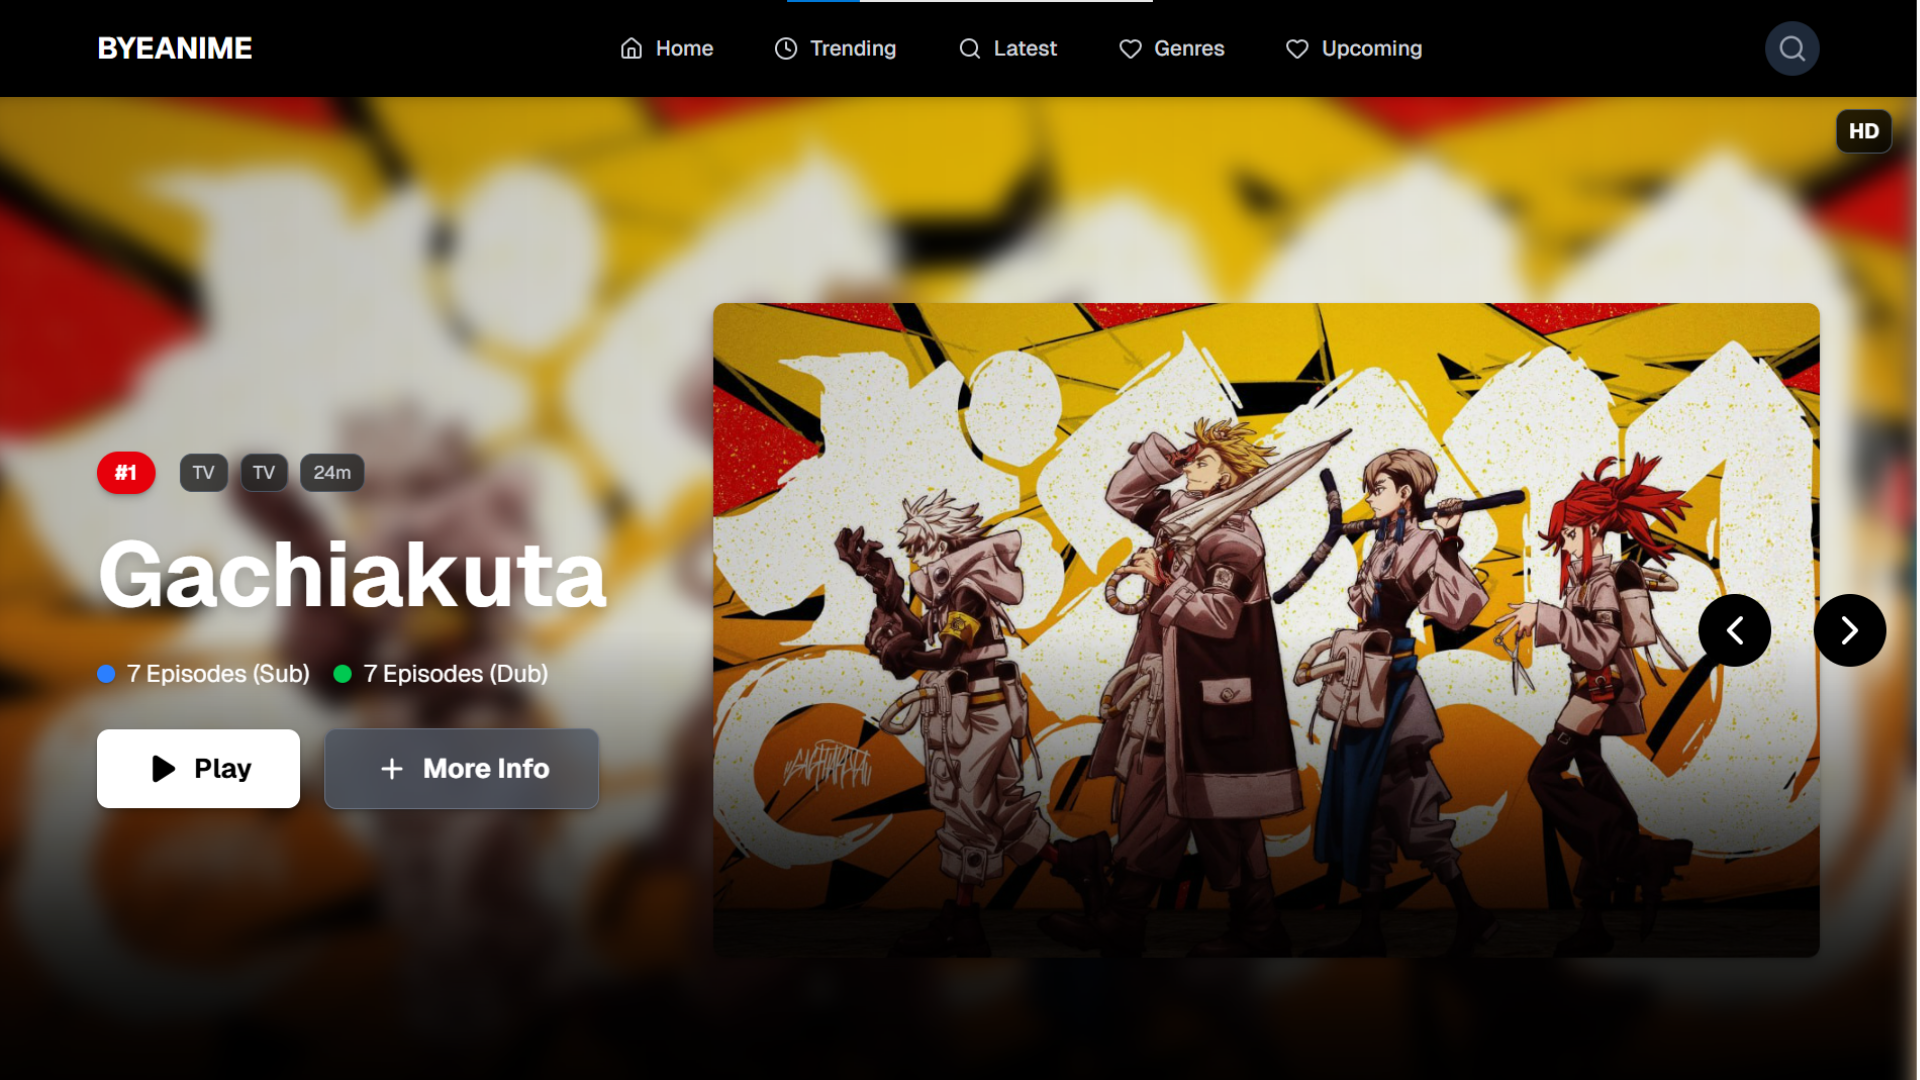 BYEANIME
Home
Trending
Latest
Genres
Upcoming
HD
#1
TV
TV
24m
Gachiakuta
7 Episodes (Sub)
7 Episodes (Dub)
Play
More Info